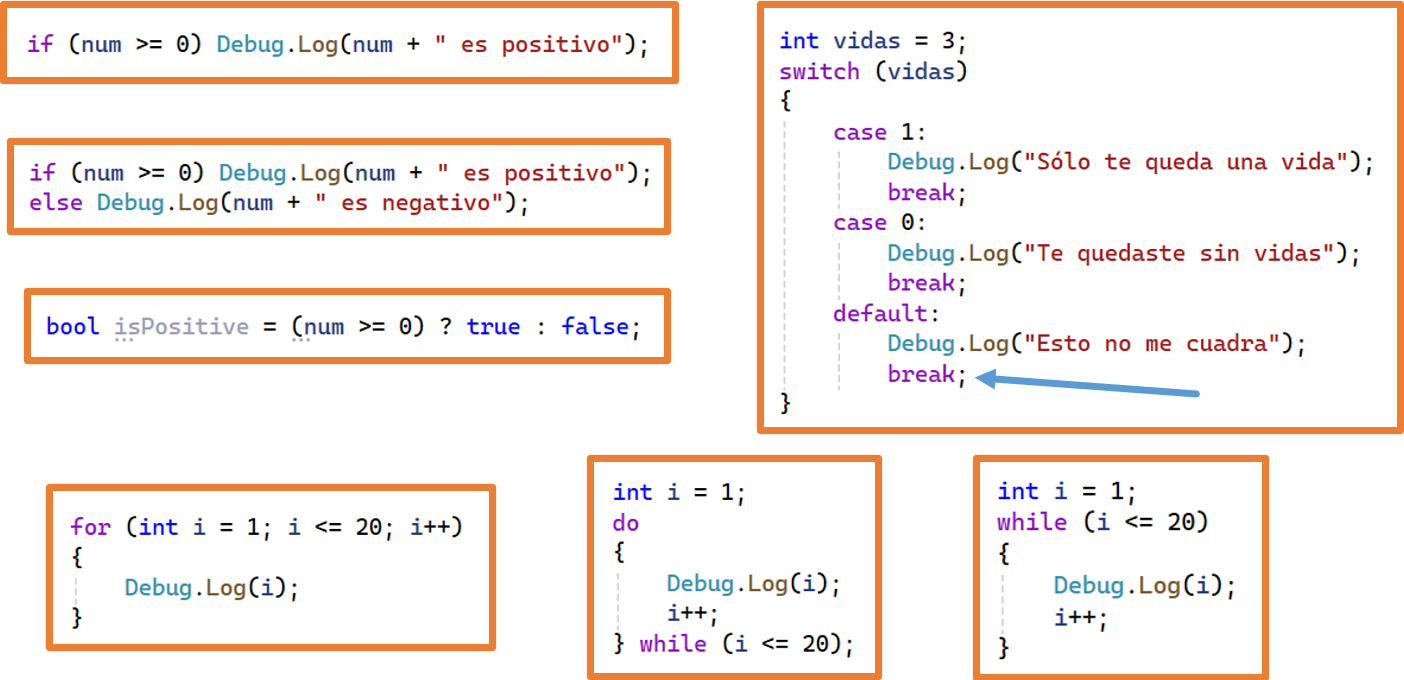 if (num >= 0) Debug.Log(num + " es positivo");
if (num >= 0) Debug.Log(num + " es positivo");
else Debug.Log(num + " es negativo");
bool isPositive = (num >= 0) ? true : false;
int vidas = 3;
switch (vidas)
{
    case 1:
        Debug.Log("Sólo te queda una vida");
        break;
    case 0:
        Debug.Log("Te quedaste sin vidas");
        break;
    default:
        Debug.Log("Esto no me cuadra");
        break;
}
for (int i = 1; i <= 20; i++)
{
    Debug.Log(i);
}
int i = 1;
do
{
    Debug.Log(i);
    i++;
} while (i <= 20);
int i = 1;
while (i <= 20)
{
    Debug.Log(i);
    i++;
}